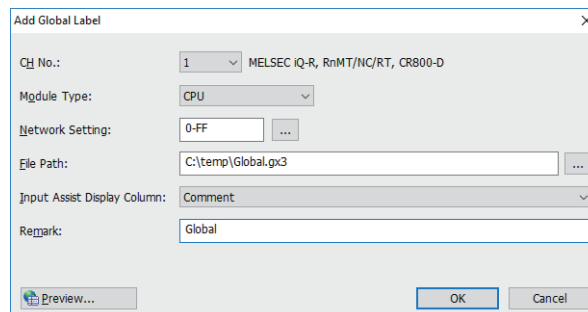 Add Global Label
CH No.: 1 MELSEC iQ-R, RnMT/NC/RT, CR800-D
Module Type: CPU
Network Setting: 0-FF ...
File Path: C:\temp\Global.gx3 ...
Input Assist Display Column: Comment
Remark: Global
Preview... OK Cancel